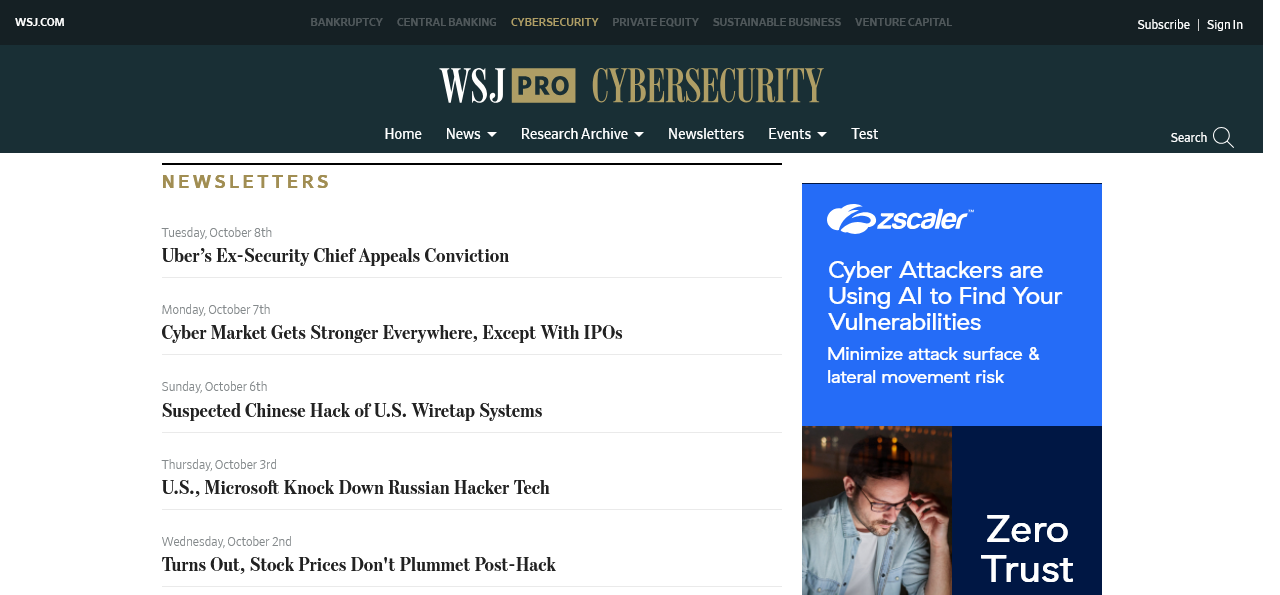 WSJ.COM
BANKRUPTCY CENTRAL BANKING CYBERSECURITY PRIVATE EQUITY SUSTAINABLE BUSINESS VENTURE CAPITAL
Subscribe | Sign In
WSJ PRO CYBERSECURITY
Home News Research Archive Newsletters Events Test
Search
NEWSLETTERS
Tuesday, October 8th
Uber’s Ex-Security Chief Appeals Conviction
Monday, October 7th
Cyber Market Gets Stronger Everywhere, Except With IPOs
Sunday, October 6th
Suspected Chinese Hack of U.S. Wiretap Systems
Thursday, October 3rd
U.S., Microsoft Knock Down Russian Hacker Tech
Wednesday, October 2nd
Turns Out, Stock Prices Don't Plummet Post-Hack
zscaler™
Cyber Attackers are
Using AI to Find Your
Vulnerabilities
Minimize attack surface &
lateral movement risk
Zero
Trust